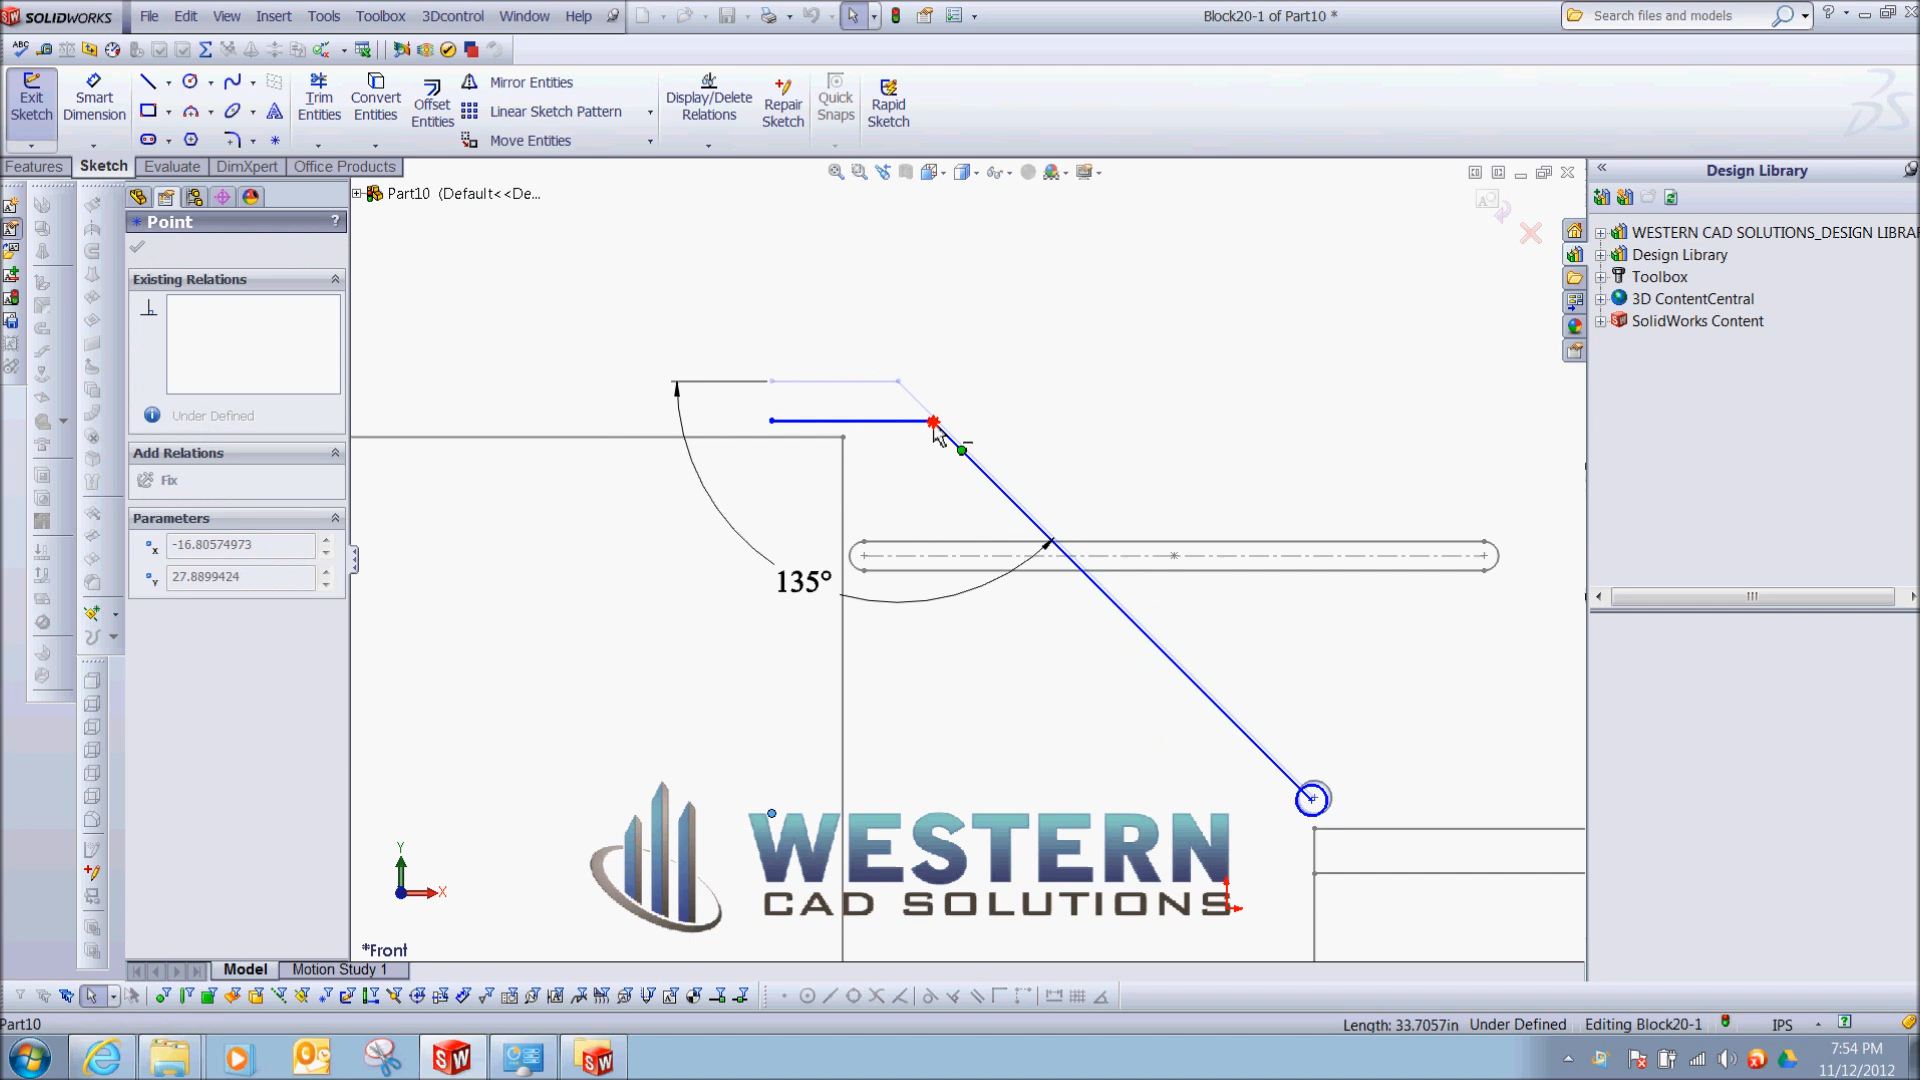 SOLIDWORKS
File Edit View Insert Tools Toolbox 3Dcontrol Window Help
Block20-1 of Part10 *
Search files and models
Exit Sketch
Smart Dimension
Trim Entities
Convert Entities
Offset Entities
Mirror Entities
Linear Sketch Pattern
Move Entities
Display/Delete Relations
Repair Sketch
Quick Snaps
Rapid Sketch
Features Sketch Evaluate DimXpert Office Products
Part10 (Default<<De...
Point ?
Existing Relations
Under Defined
Add Relations
Fix
Parameters
-16.80574973
27.8899424
Design Library
WESTERN CAD SOLUTIONS_DESIGN LIBRAR
Design Library
Toolbox
3D ContentCentral
SolidWorks Content
135°
WESTERN
CAD SOLUTIONS
Y
X
*Front
Model Motion Study 1
Part10
Length: 33.7057in Under Defined Editing Block20-1 IPS
7:54 PM
11/12/2012